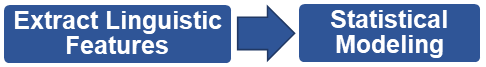 Extract Linguistic
Features
Statistical
Modeling